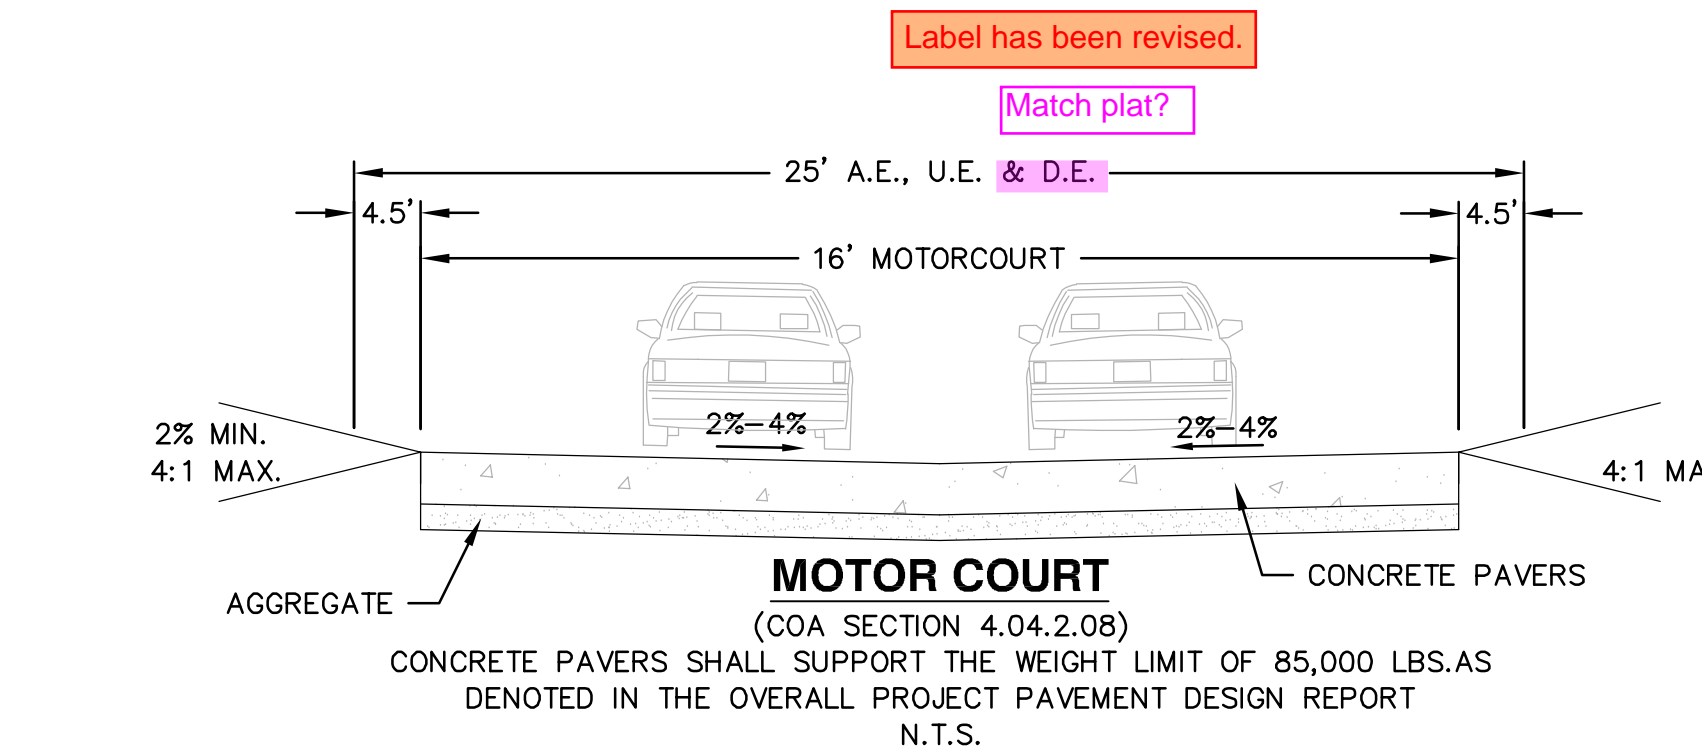 Label has been revised.
Match plat?
25' A.E., U.E. & D.E.
4.5'
4.5'
16' MOTORCOURT
2%-4%
2%-4%
2% MIN.
4:1 MAX.
4:1 MA
CONCRETE PAVERS
AGGREGATE
MOTOR COURT
(COA SECTION 4.04.2.08)
CONCRETE PAVERS SHALL SUPPORT THE WEIGHT LIMIT OF 85,000 LBS.AS
DENOTED IN THE OVERALL PROJECT PAVEMENT DESIGN REPORT
N.T.S.